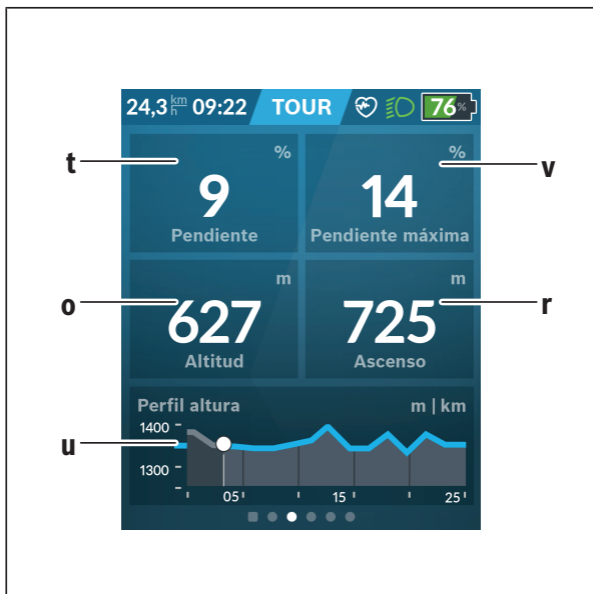 24,3 km/h 09:22 TOUR 76%
% %
t 9 14 v
Pendiente Pendiente máxima
m m
o 627 725 r
Altitud Ascenso
Perfil altura m | km
1400
u
1300
05 15 25